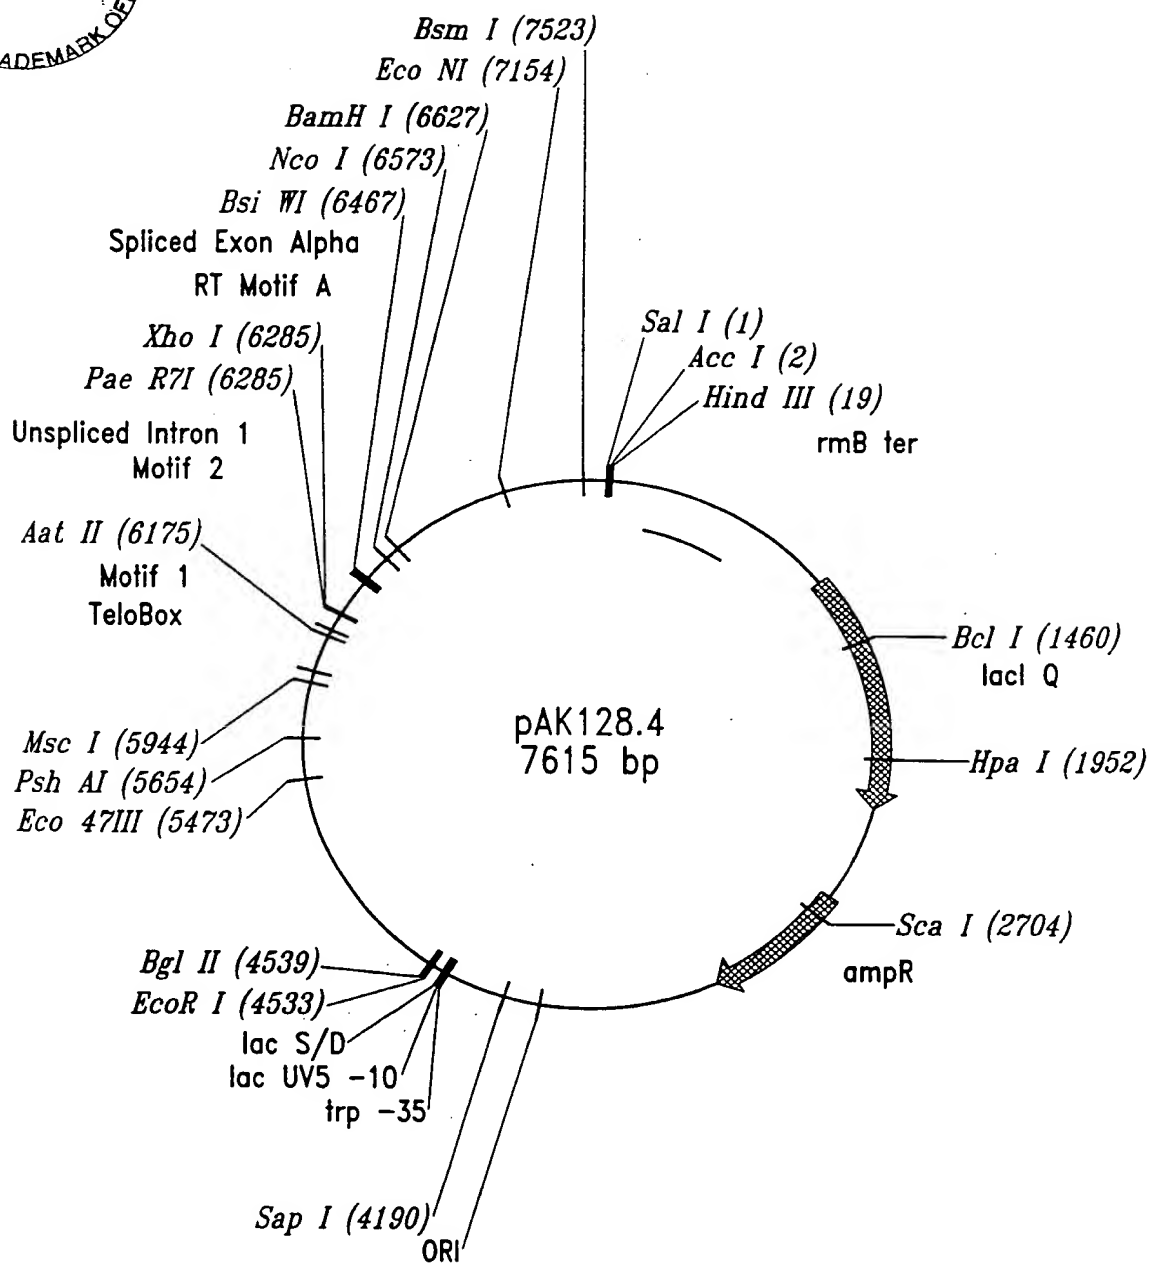 ADEMARK OF
Bsm I (7523)
Eco NI (7154)
BamH I (6627)
Nco I (6573)
Bsi WI (6467)
Spliced Exon Alpha
RT Motif A
Xho I (6285)
Pae R7I (6285)
Unspliced Intron 1
Motif 2
Aat II (6175)
Motif 1
TeloBox
Msc I (5944)
Psh AI (5654)
Eco 47III (5473)
Bgl II (4539)
EcoR I (4533)
lac S/D
lac UV5 -10
trp -35
Sap I (4190)
ORI
Sal I (1)
Acc I (2)
Hind III (19)
rmB ter
Bcl I (1460)
lacI Q
Hpa I (1952)
Sca I (2704)
ampR
pAK128.4
7615 bp